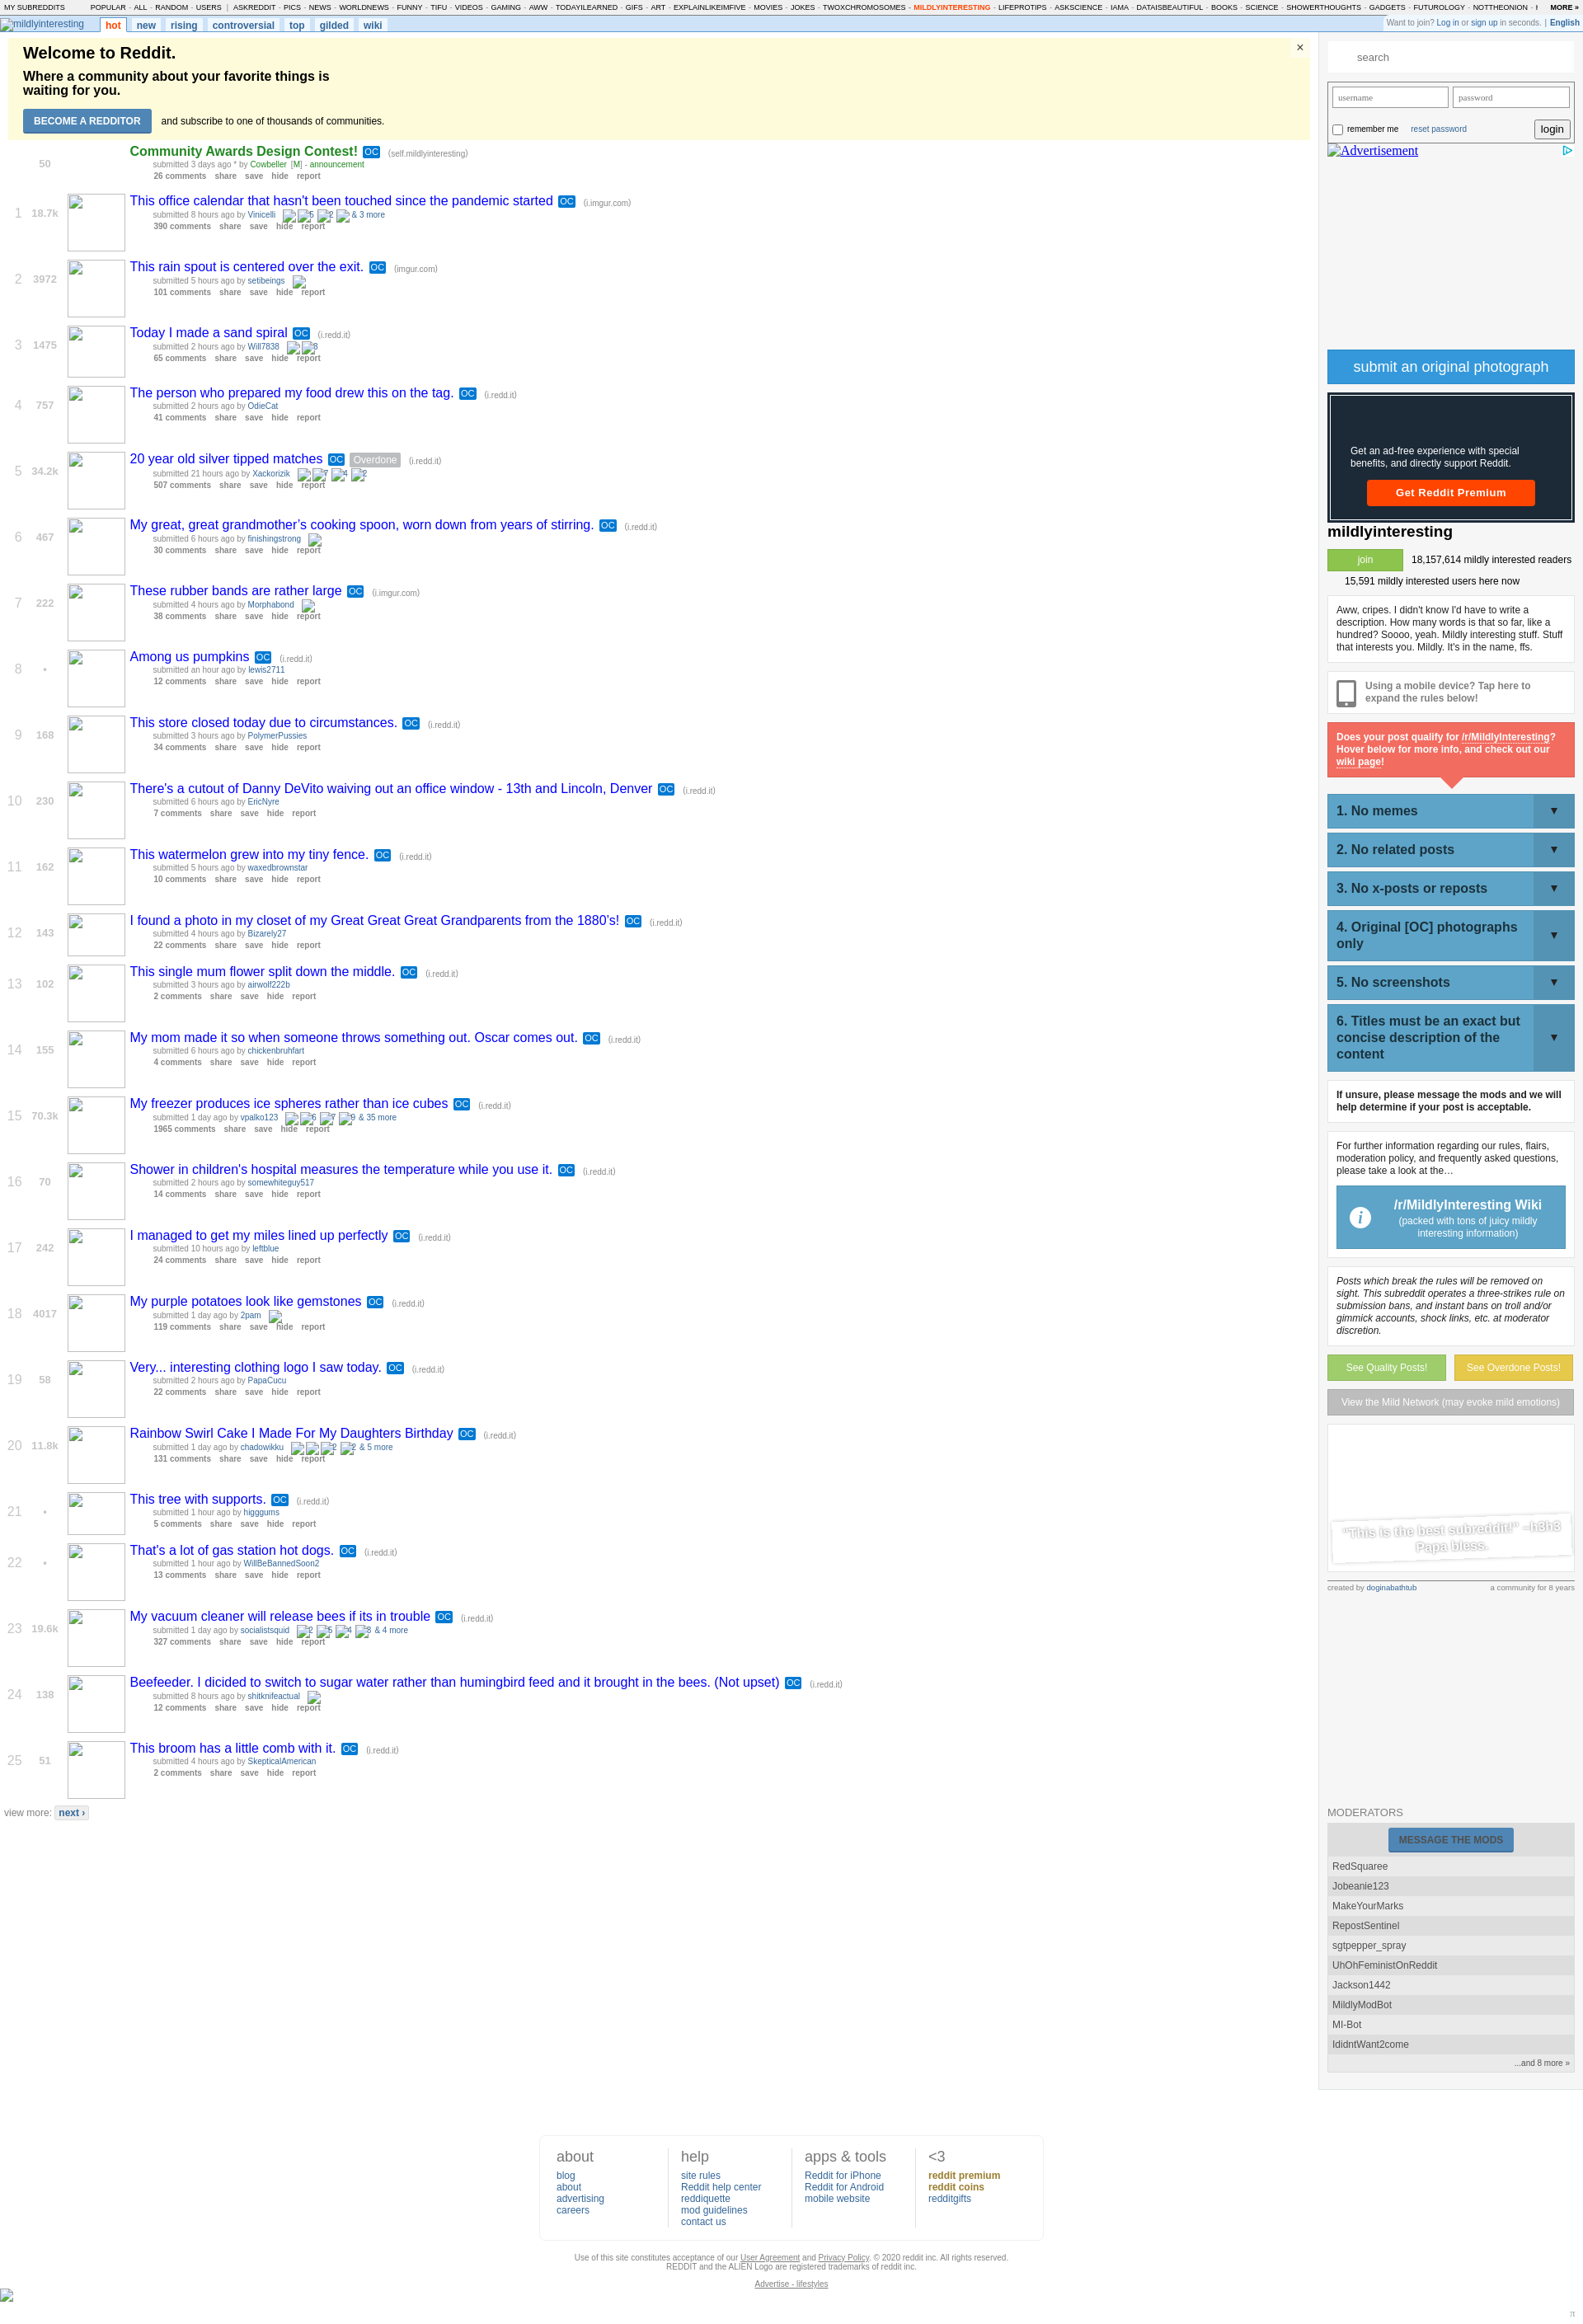 MY SUBREDDITS POPULAR - ALL - RANDOM - USERS | ASKREDDIT - PICS - NEWS - WORLDNEWS - FUNNY - TIFU - VIDEOS - GAMING - AWW - TODAYILEARNED - GIFS - ART - EXPLAINLIKEIMFIVE - MOVIES - JOKES - TWOXCHROMOSOMES - MILDLYINTERESTING - LIFEPROTIPS - ASKSCIENCE - IAMA - DATAISBEAUTIFUL - BOOKS - SCIENCE - SHOWERTHOUGHTS - GADGETS - FUTUROLOGY - NOTTHEONION - MORE »
mildlyinteresting hot new rising controversial top gilded wiki
Want to join? Log in or sign up in seconds. | English
Welcome to Reddit.
×
Where a community about your favorite things is
waiting for you.
BECOME A REDDITOR and subscribe to one of thousands of communities.
50
Community Awards Design Contest! OC (self.mildlyinteresting)
submitted 3 days ago * by Cowbeller [M] - announcement
26 comments share save hide report
1 18.7k
This office calendar that hasn't been touched since the pandemic started OC (i.imgur.com)
submitted 8 hours ago by Vinicelli 5 2 & 3 more
390 comments share save hide report
2 3972
This rain spout is centered over the exit. OC (imgur.com)
submitted 5 hours ago by setibeings
101 comments share save hide report
3 1475
Today I made a sand spiral OC (i.redd.it)
submitted 2 hours ago by Will7838 3
65 comments share save hide report
4 757
The person who prepared my food drew this on the tag. OC (i.redd.it)
submitted 2 hours ago by OdieCat
41 comments share save hide report
5 34.2k
20 year old silver tipped matches OC Overdone (i.redd.it)
submitted 21 hours ago by Xackorizik 7 4 2
507 comments share save hide report
6 467
My great, great grandmother's cooking spoon, worn down from years of stirring. OC (i.redd.it)
submitted 6 hours ago by finishingstrong
30 comments share save hide report
7 222
These rubber bands are rather large OC (i.imgur.com)
submitted 4 hours ago by Morphabond
38 comments share save hide report
8 •
Among us pumpkins OC (i.redd.it)
submitted an hour ago by lewis2711
12 comments share save hide report
9 168
This store closed today due to circumstances. OC (i.redd.it)
submitted 3 hours ago by PolymerPussies
34 comments share save hide report
10 230
There's a cutout of Danny DeVito waiving out an office window - 13th and Lincoln, Denver OC (i.redd.it)
submitted 6 hours ago by EricNyre
7 comments share save hide report
11 162
This watermelon grew into my tiny fence. OC (i.redd.it)
submitted 5 hours ago by waxedbrownstar
10 comments share save hide report
12 143
I found a photo in my closet of my Great Great Great Grandparents from the 1880's! OC (i.redd.it)
submitted 4 hours ago by Bizarely27
22 comments share save hide report
13 102
This single mum flower split down the middle. OC (i.redd.it)
submitted 3 hours ago by airwolf222b
2 comments share save hide report
14 155
My mom made it so when someone throws something out. Oscar comes out. OC (i.redd.it)
submitted 6 hours ago by chickenbruhfart
4 comments share save hide report
15 70.3k
My freezer produces ice spheres rather than ice cubes OC (i.redd.it)
submitted 1 day ago by vpalko123 6 7 9 & 35 more
1965 comments share save hide report
16 70
Shower in children's hospital measures the temperature while you use it. OC (i.redd.it)
submitted 2 hours ago by somewhiteguy517
14 comments share save hide report
17 242
I managed to get my miles lined up perfectly OC (i.redd.it)
submitted 10 hours ago by leftblue
24 comments share save hide report
18 4017
My purple potatoes look like gemstones OC (i.redd.it)
submitted 1 day ago by 2pam
119 comments share save hide report
19 58
Very... interesting clothing logo I saw today. OC (i.redd.it)
submitted 2 hours ago by PapaCucu
22 comments share save hide report
20 11.8k
Rainbow Swirl Cake I Made For My Daughters Birthday OC (i.redd.it)
submitted 1 day ago by chadowikku 2 2 & 5 more
131 comments share save hide report
21 •
This tree with supports. OC (i.redd.it)
submitted 1 hour ago by higggums
5 comments share save hide report
22 •
That's a lot of gas station hot dogs. OC (i.redd.it)
submitted 1 hour ago by WillBeBannedSoon2
13 comments share save hide report
23 19.6k
My vacuum cleaner will release bees if its in trouble OC (i.redd.it)
submitted 1 day ago by socialistsquid 2 5 4 3 & 4 more
327 comments share save hide report
24 138
Beefeeder. I dicided to switch to sugar water rather than humingbird feed and it brought in the bees. (Not upset) OC (i.redd.it)
submitted 8 hours ago by shitknifeactual
12 comments share save hide report
25 51
This broom has a little comb with it. OC (i.redd.it)
submitted 4 hours ago by SkepticalAmerican
2 comments share save hide report
view more: next ›
search
username password
remember me reset password login
Advertisement
submit an original photograph
Get an ad-free experience with special
benefits, and directly support Reddit.
Get Reddit Premium
mildlyinteresting
join 18,157,614 mildly interested readers
15,591 mildly interested users here now
Aww, cripes. I didn't know I'd have to write a
description. How many words is that so far, like a
hundred? Soooo, yeah. Mildly interesting stuff. Stuff
that interests you. Mildly. It's in the name, ffs.
Using a mobile device? Tap here to
expand the rules below!
Does your post qualify for /r/MildlyInteresting?
Hover below for more info, and check out our
wiki page!
1. No memes ▼
2. No related posts ▼
3. No x-posts or reposts ▼
4. Original [OC] photographs
only ▼
5. No screenshots ▼
6. Titles must be an exact but
concise description of the ▼
content
If unsure, please message the mods and we will
help determine if your post is acceptable.
For further information regarding our rules, flairs,
moderation policy, and frequently asked questions,
please take a look at the…
i
/r/MildlyInteresting Wiki
(packed with tons of juicy mildly
interesting information)
Posts which break the rules will be removed on
sight. This subreddit operates a three-strikes rule on
submission bans, and instant bans on troll and/or
gimmick accounts, shock links, etc. at moderator
discretion.
See Quality Posts! See Overdone Posts!
View the Mild Network (may evoke mild emotions)
"This is the best subreddit!" ~h3h3
Papa bless.
created by doginabathtub a community for 8 years
MODERATORS
MESSAGE THE MODS
RedSquaree
Jobeanie123
MakeYourMarks
RepostSentinel
sgtpepper_spray
UhOhFeministOnReddit
Jackson1442
MildlyModBot
MI-Bot
IdidntWant2come
...and 8 more »
about
blog
about
advertising
careers
help
site rules
Reddit help center
reddiquette
mod guidelines
contact us
apps & tools
Reddit for iPhone
Reddit for Android
mobile website
<3
reddit premium
reddit coins
redditgifts
Use of this site constitutes acceptance of our User Agreement and Privacy Policy. © 2020 reddit inc. All rights reserved.
REDDIT and the ALIEN Logo are registered trademarks of reddit inc.
Advertise - lifestyles
π